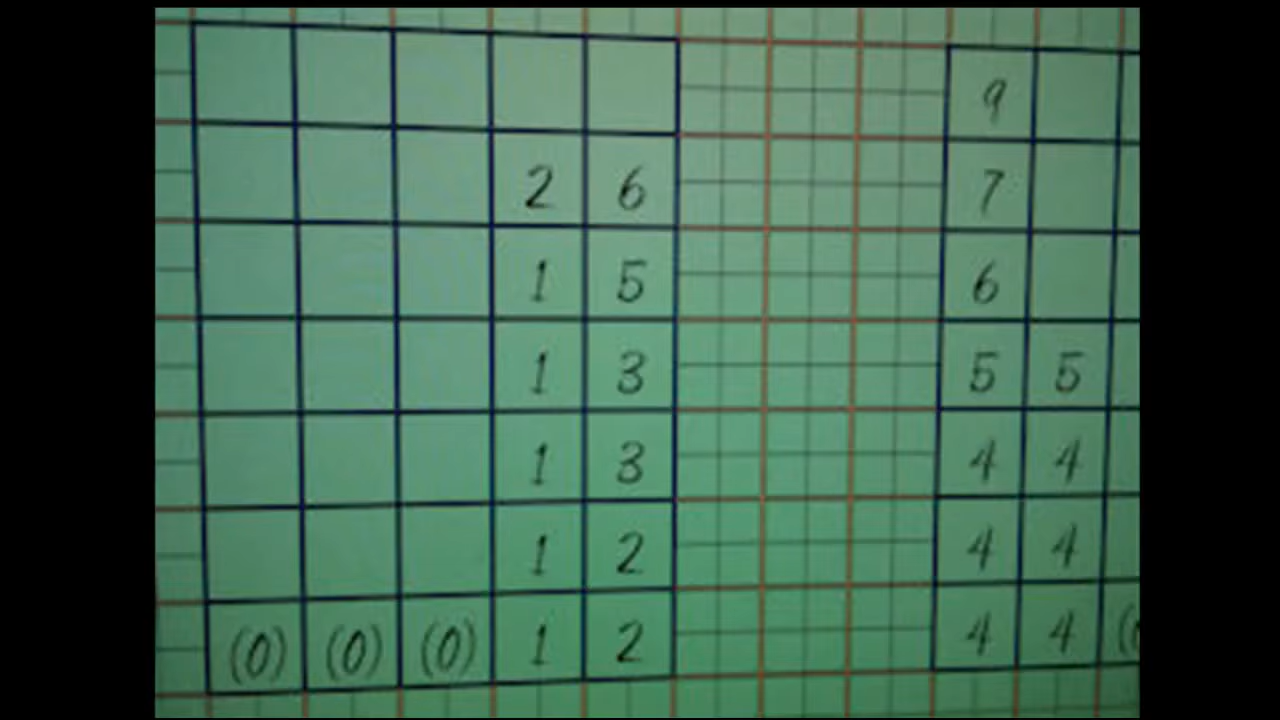 9
2 6 7
1 5 6
1 3 5 5
1 3 4 4
1 2 4 4
(0) (0) (0) 1 2 4 4